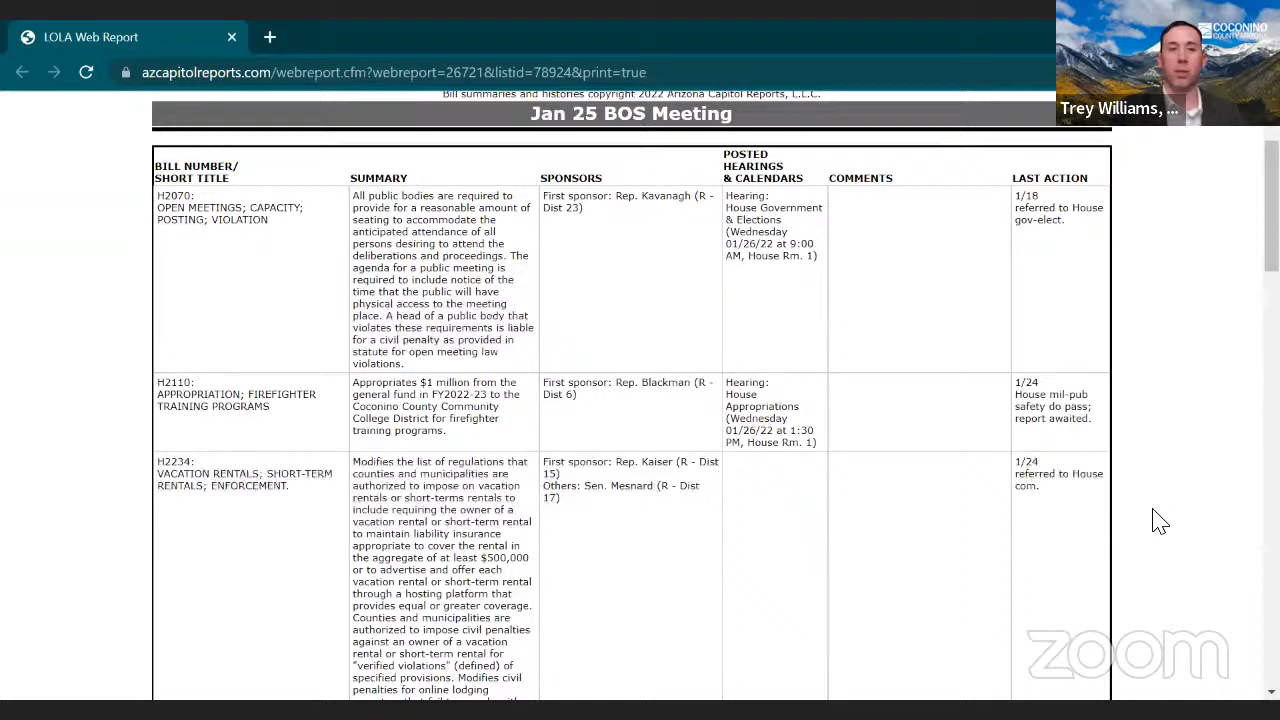 LOLA Web Report
azcapitolreports.com/webreport.cfm?webreport=26721&listid=78924&print=true
COCONINO
COUNTY ARIZONA
Trey Williams, ...
Bill summaries and histories copyright 2022 Arizona Capitol Reports, L.L.C.
Jan 25 BOS Meeting
BILL NUMBER/
SHORT TITLE
SUMMARY
SPONSORS
POSTED
HEARINGS
& CALENDARS
COMMENTS
LAST ACTION
H2070:
OPEN MEETINGS; CAPACITY;
POSTING; VIOLATION
All public bodies are required to
provide for a reasonable amount of
seating to accommodate the
anticipated attendance of all
persons desiring to attend the
deliberations and proceedings. The
agenda for a public meeting is
required to include notice of the
time that the public will have
physical access to the meeting
place. A head of a public body that
violates these requirements is liable
for a civil penalty as provided in
statute for open meeting law
violations.
First sponsor: Rep. Kavanagh (R -
Dist 23)
Hearing:
House Government
& Elections
(Wednesday
01/26/22 at 9:00
AM, House Rm. 1)
1/18
referred to House
gov-elect.
H2110:
APPROPRIATION; FIREFIGHTER
TRAINING PROGRAMS
Appropriates $1 million from the
general fund in FY2022-23 to the
Coconino County Community
College District for firefighter
training programs.
First sponsor: Rep. Blackman (R -
Dist 6)
Hearing:
House
Appropriations
(Wednesday
01/26/22 at 1:30
PM, House Rm. 1)
1/24
House mil-pub
safety do pass;
report awaited.
H2234:
VACATION RENTALS; SHORT-TERM
RENTALS; ENFORCEMENT.
Modifies the list of regulations that
counties and municipalities are
authorized to impose on vacation
rentals or short-terms rentals to
include requiring the owner of a
vacation rental or short-term rental
to maintain liability insurance
appropriate to cover the rental in
the aggregate of at least $500,000
or to advertise and offer each
vacation rental or short-term rental
through a hosting platform that
provides equal or greater coverage.
Counties and municipalities are
authorized to impose civil penalties
against an owner of a vacation
rental or short-term rental for
"verified violations" (defined) of
specified provisions. Modifies civil
penalties for online lodging
First sponsor: Rep. Kaiser (R - Dist
15)
Others: Sen. Mesnard (R - Dist
17)
1/24
referred to House
com.
zoom